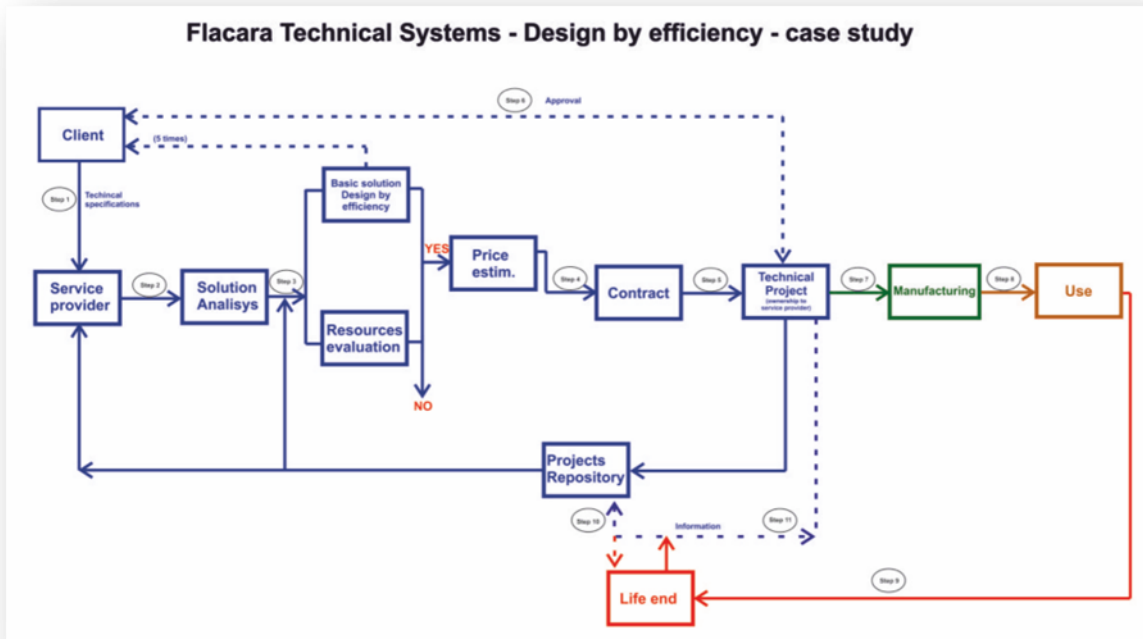 Flacara Technical Systems - Design by efficiency - case study
Step 6
Approval
Client
(5 times)
Basic solution
Design by
efficiency
Step 1
Techincal
specifications
YES
Price
estim.
Service
provider
Step 2
Solution
Analisys
Step 3
Step 4
Contract
Step 5
Technical
Project
(ownership to
service provider)
Step 7
Manufacturing
Step 8
Use
Resources
evaluation
NO
Projects
Repository
Step 10
Information
Step 11
Life end
Step 9